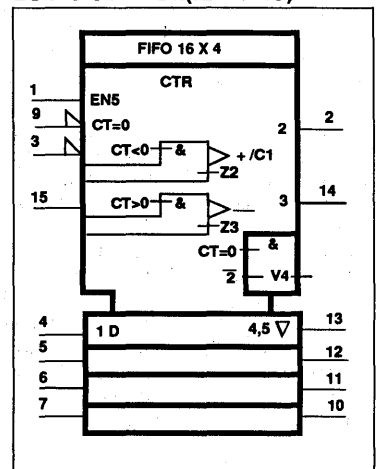 FIFO 16 X 4
CTR
1 EN5
9 CT=0
3
2 2
CT<0 & +/C1
Z2
15
CT>0 & —
Z3
3 14
CT=0 &
2 V4
4 1 D 4,5 ▽ 13
5 12
6 11
7 10